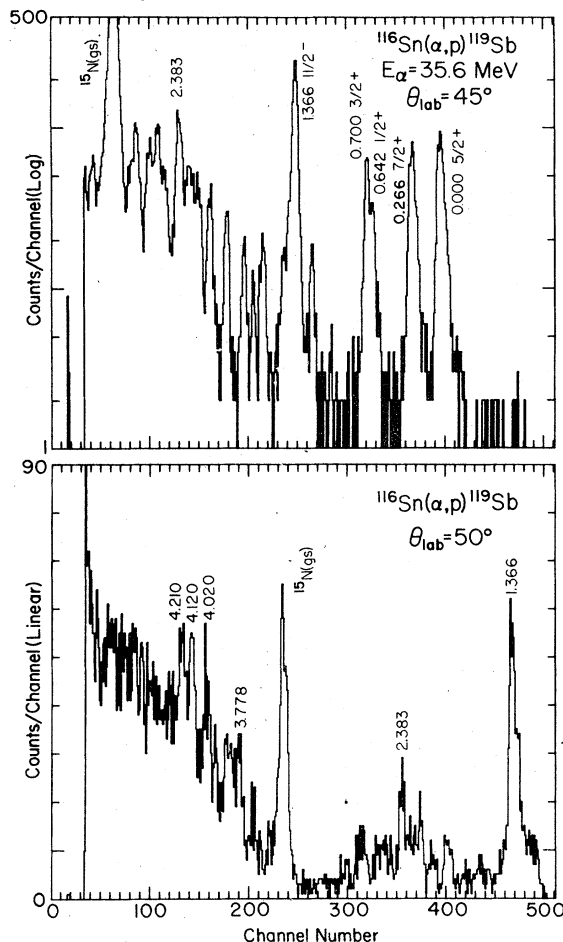 500
¹⁵N(gs)
2.383
1.366 11/2⁻
¹¹⁶Sn(α,p)¹¹⁹Sb
Eα=35.6 MeV
θlab=45°
0.700 3/2+
0.642 1/2+
0.266 7/2+
0.000 5/2+
Counts/Channel(Log)
1
90
¹¹⁶Sn(α,p)¹¹⁹Sb
θlab=50°
4.210
4.120
4.020
3.778
¹⁵N(gs)
2.383
1.366
Counts/Channel (Linear)
0
0 100 200 300 400 500
Channel Number